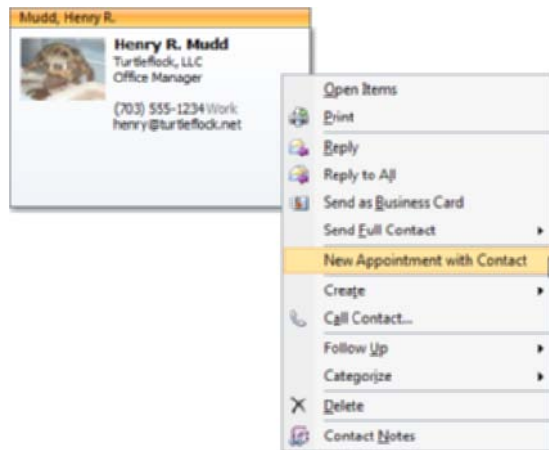 Mudd, Henry R.
Henry R. Mudd
Turtleflock, LLC
Office Manager
(703) 555-1234 Work
henry@turtleflock.net
Open Items
Print
Reply
Reply to All
Send as Business Card
Send Full Contact
New Appointment with Contact
Create
Call Contact...
Follow Up
Categorize
Delete
Contact Notes